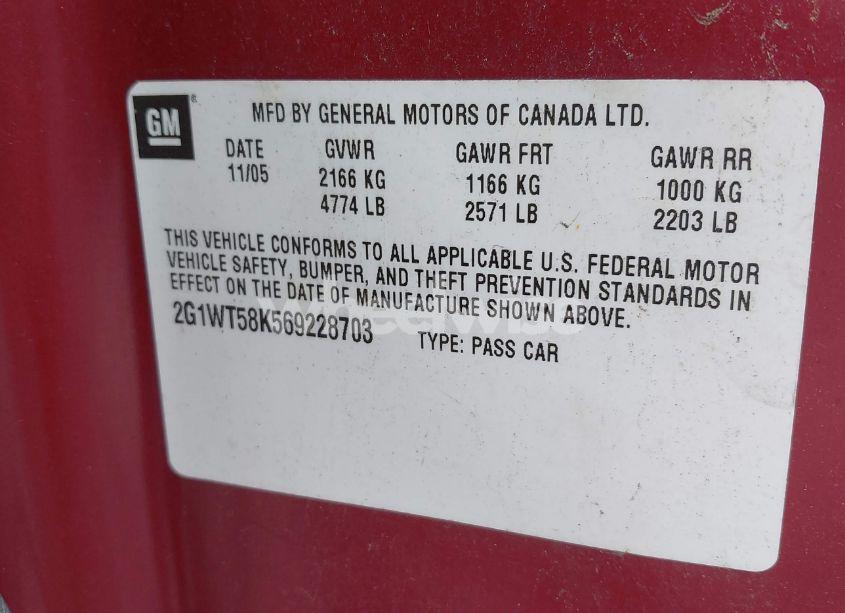 GM ®
MFD BY GENERAL MOTORS OF CANADA LTD.
DATE GVWR GAWR FRT GAWR RR
11/05 2166 KG 1166 KG 1000 KG
4774 LB 2571 LB 2203 LB
THIS VEHICLE CONFORMS TO ALL APPLICABLE U.S. FEDERAL MOTOR
VEHICLE SAFETY, BUMPER, AND THEFT PREVENTION STANDARDS IN
EFFECT ON THE DATE OF MANUFACTURE SHOWN ABOVE.
2G1WT58K569228703 TYPE: PASS CAR